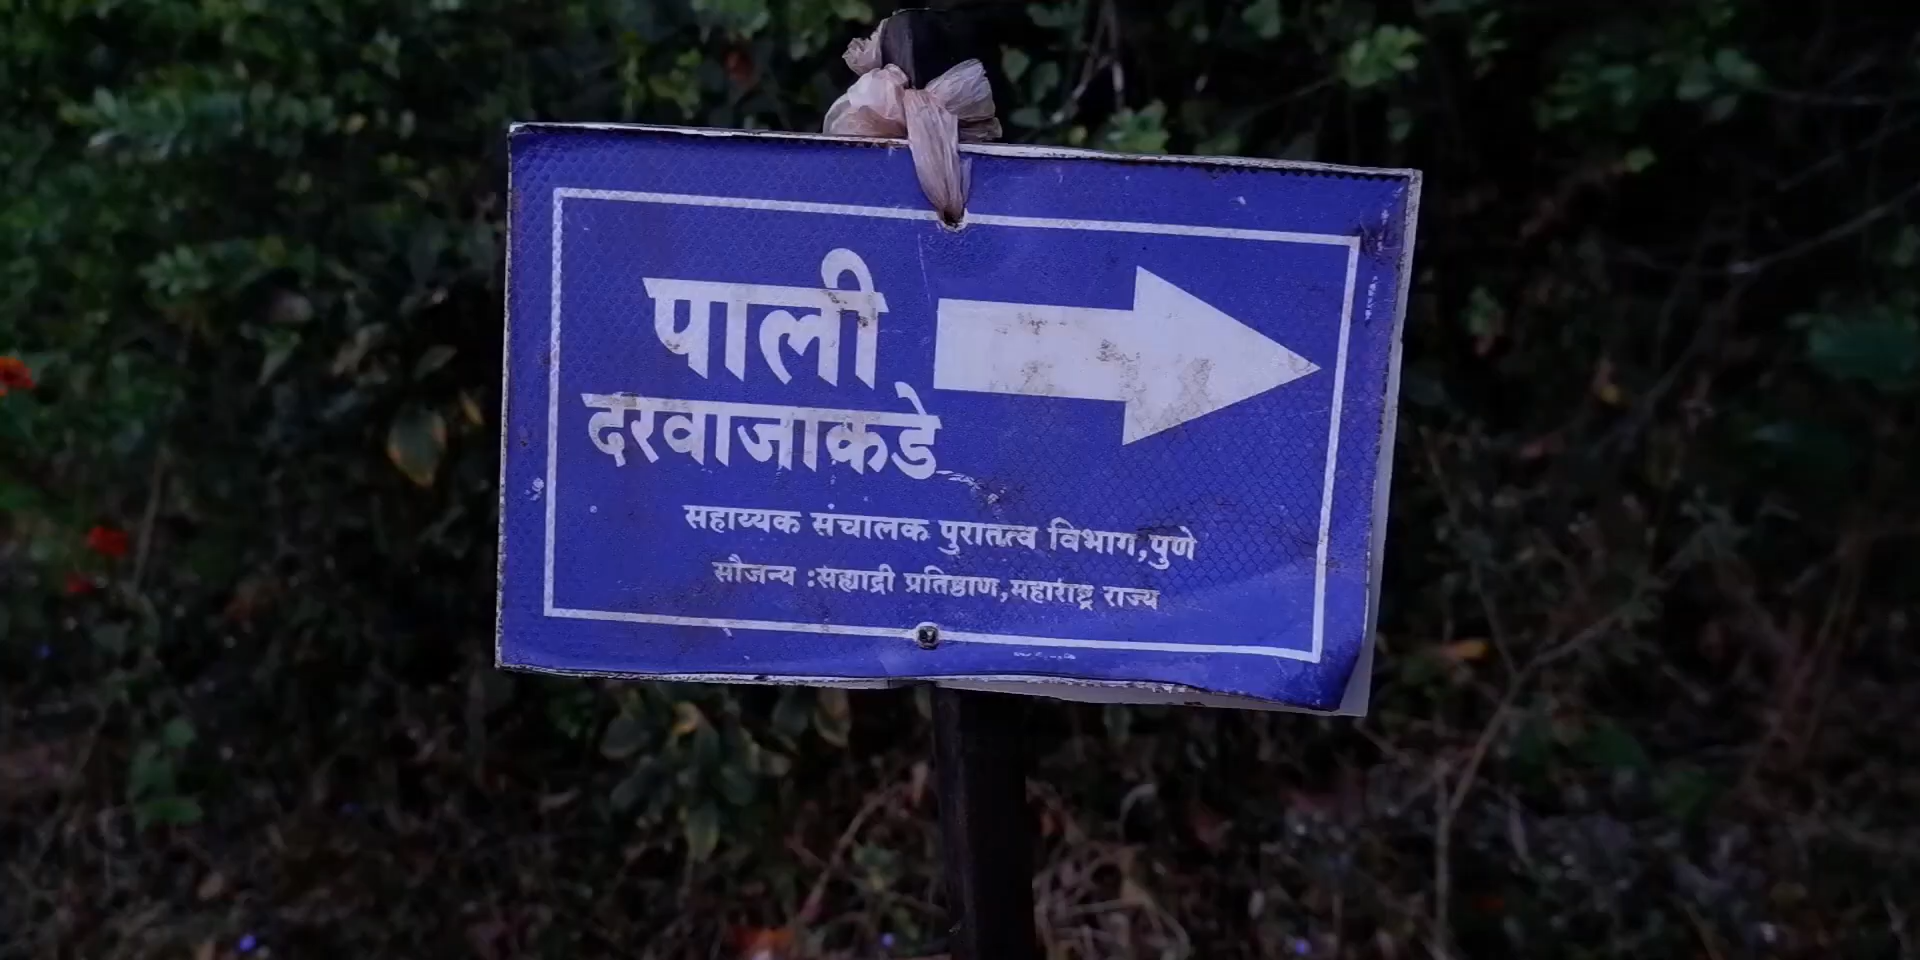 पाली
दरवाजाकडे
सहाय्यक संचालक पुरातत्व विभाग,पुणे
सौजन्य :सह्याद्री प्रतिष्ठाण,महाराष्ट्र राज्य